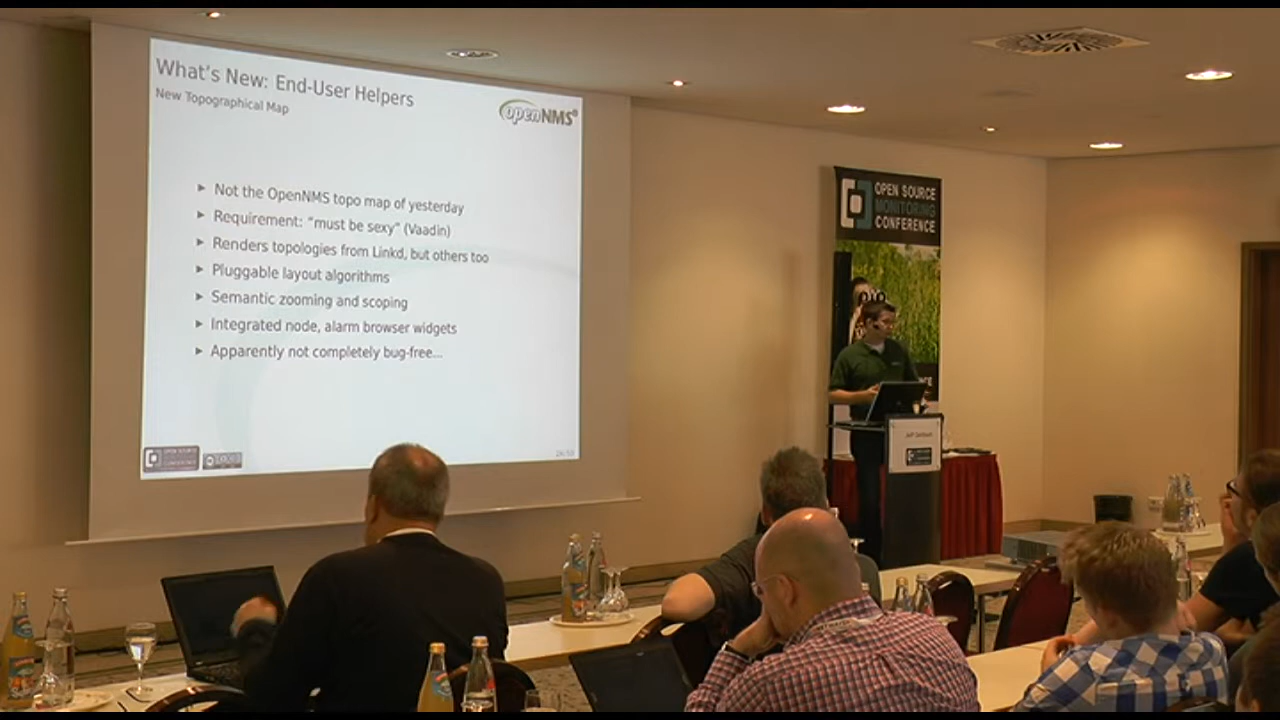 What's New: End-User Helpers
New Topographical Map
openNMS®
► Not the OpenNMS topo map of yesterday
► Requirement: "must be sexy" (Vaadin)
► Renders topologies from Linkd, but others too
► Pluggable layout algorithms
► Semantic zooming and scoping
► Integrated node, alarm browser widgets
► Apparently not completely bug-free...
OPEN SOURCE
MONITORING
CONFERENCE